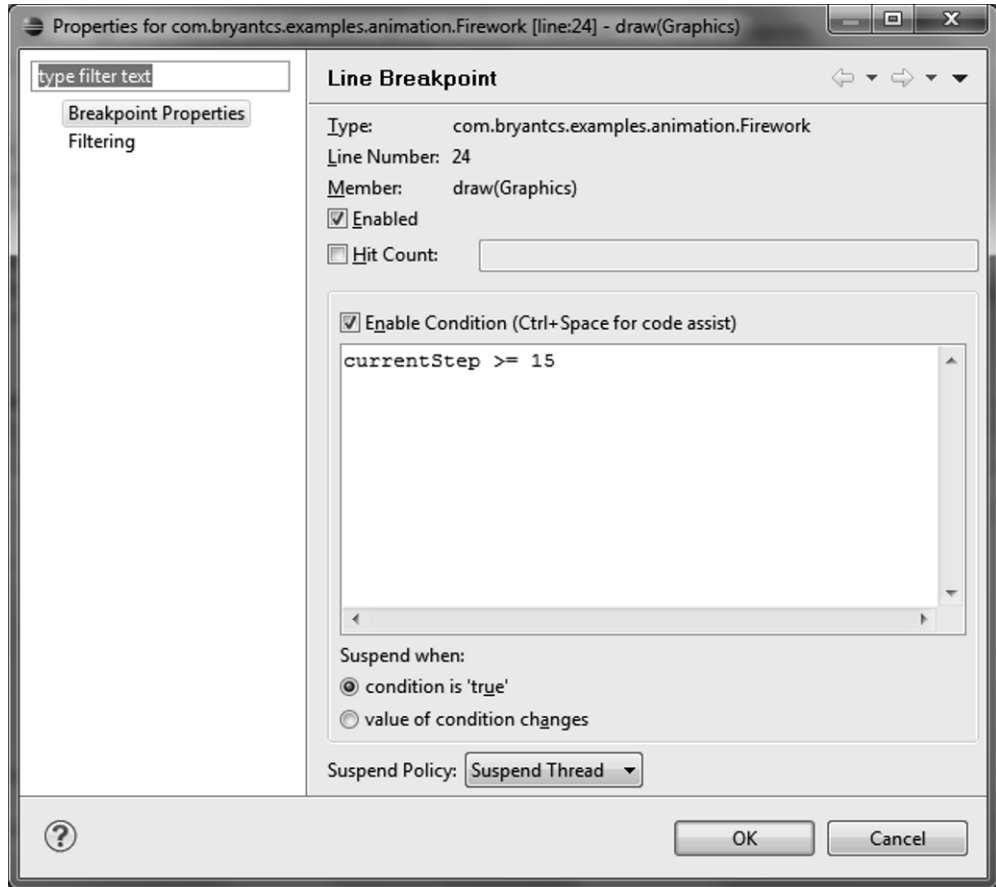 Properties for com.bryantcs.examples.animation.Firework [line:24] - draw(Graphics)
type filter text
Breakpoint Properties
Filtering
Line Breakpoint
Type: com.bryantcs.examples.animation.Firework
Line Number: 24
Member: draw(Graphics)
Enabled
Hit Count:
Enable Condition (Ctrl+Space for code assist)
currentStep >= 15
Suspend when:
condition is 'true'
value of condition changes
Suspend Policy: Suspend Thread
?
OK Cancel